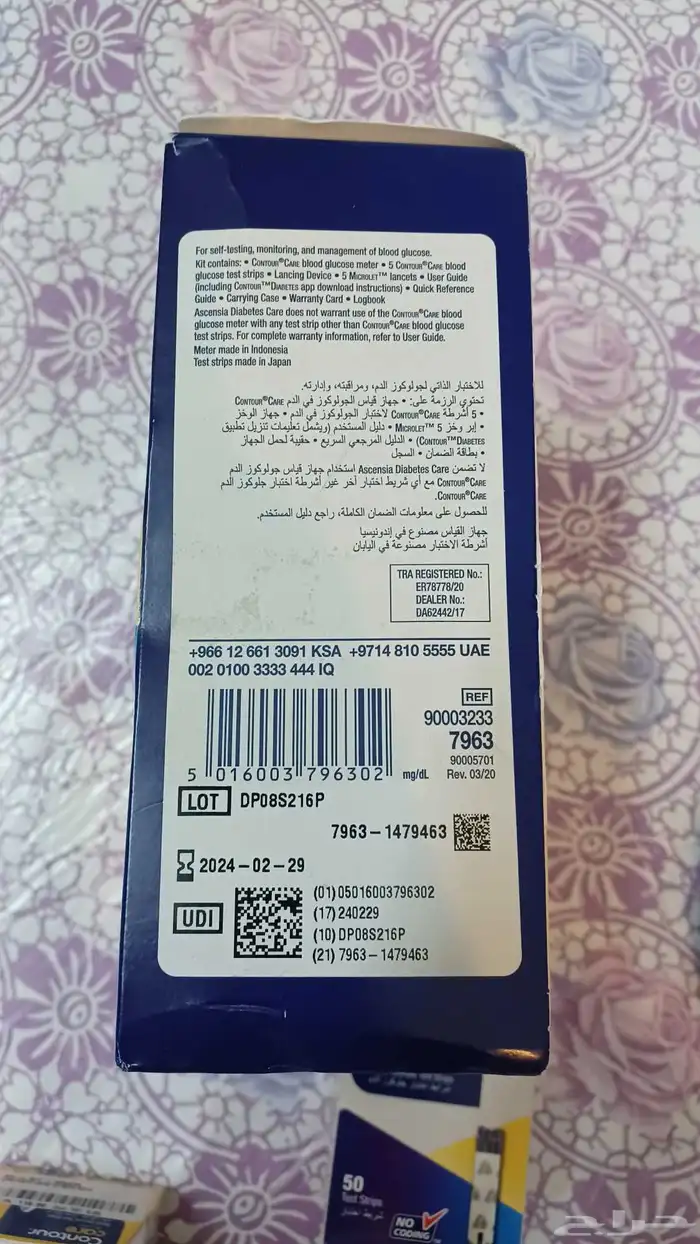 For self-testing, monitoring, and management of blood glucose.
Kit contains: • CONTOUR®CARE blood glucose meter • 5 CONTOUR®CARE blood
glucose test strips • Lancing Device • 5 MICROLET™ lancets • User Guide
(including CONTOUR™DIABETES app download instructions) • Quick Reference
Guide • Carrying Case • Warranty Card • Logbook
Ascensia Diabetes Care does not warrant use of the CONTOUR®CARE blood
glucose meter with any test strip other than CONTOUR®CARE blood glucose
test strips. For complete warranty information, refer to User Guide.
Meter made in Indonesia
Test strips made in Japan
للاختبار الذاتي لجولوكوز الدم، ومراقبته، وإدارته.
تحتوي الرزمة على: • جهاز قياس الجولوكوز في الدم CONTOUR®CARE
• 5 أشرطة CONTOUR®CARE لاختبار الجولوكوز في الدم • جهاز الوخز
• إبر وخز MICROLET™ 5 • دليل المستخدم (ويشمل تعليمات تنزيل تطبيق
CONTOUR™DIABETES) • الدليل المرجعي السريع • حقيبة لحمل الجهاز
• بطاقة الضمان • السجل
لا تضمن Ascensia Diabetes Care استخدام جهاز قياس جولوكوز الدم
CONTOUR®CARE مع أي شريط اختبار آخر غير أشرطة اختبار جلوكوز الدم
CONTOUR®CARE.
للحصول على معلومات الضمان الكاملة، راجع دليل المستخدم.
جهاز القياس مصنوع في إندونيسيا
أشرطة الاختبار مصنوعة في اليابان
TRA REGISTERED No.:
ER78778/20
DEALER No.:
DA62442/17
+966 12 661 3091 KSA +9714 810 5555 UAE
002 0100 3333 444 IQ
REF
90003233
7963
90005701
5 016003 796302 mg/dL Rev. 03/20
LOT DP08S216P
7963-1479463
2024-02-29
UDI
(01)05016003796302
(17)240229
(10)DP08S216P
(21)7963-1479463
50
Test Strips
شريط اختبار
NO
CODING
Contour
care
حراج